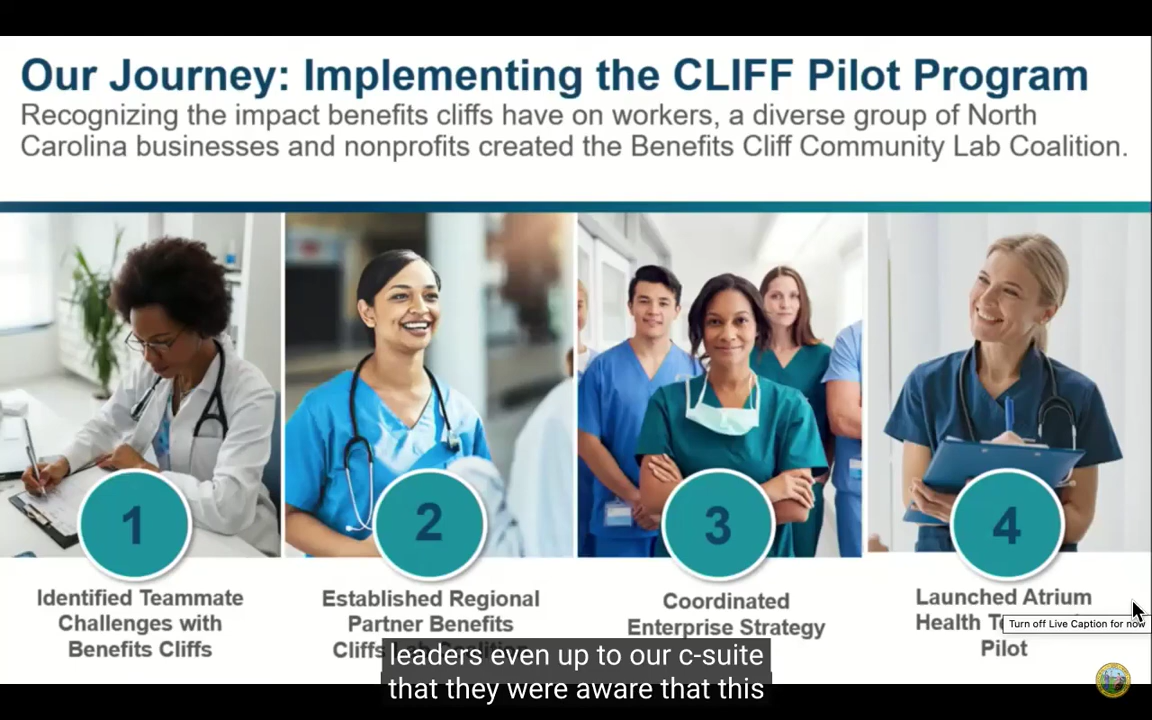 Our Journey: Implementing the CLIFF Pilot Program
Recognizing the impact benefits cliffs have on workers, a diverse group of North
Carolina businesses and nonprofits created the Benefits Cliff Community Lab Coalition.
1
Identified Teammate
Challenges with
Benefits Cliffs
2
Established Regional
Partner Benefits
Cliffs Lab Coalition
3
Coordinated
Enterprise Strategy
4
Launched Atrium
Health
Pilot
Turn off Live Caption for now
leaders even up to our c-suite
that they were aware that this